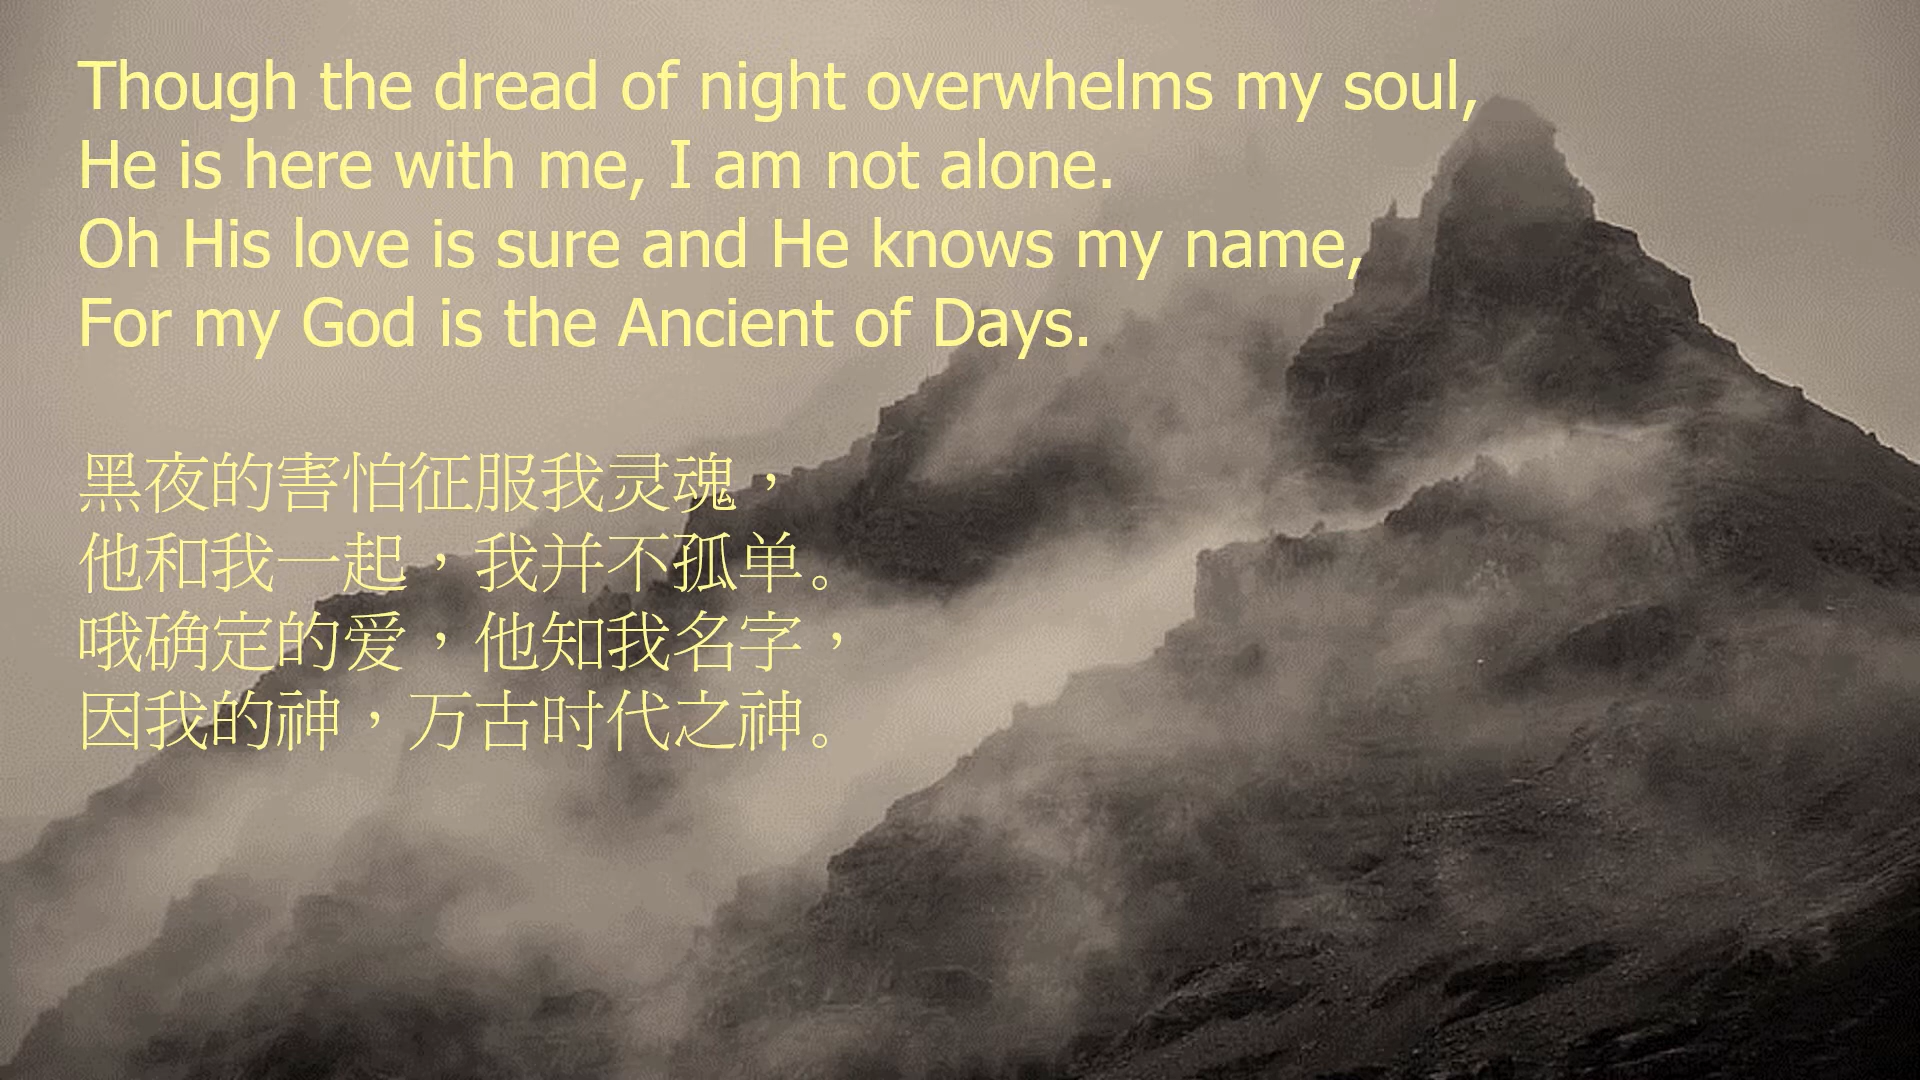 Though the dread of night overwhelms my soul,
He is here with me, I am not alone.
Oh His love is sure and He knows my name,
For my God is the Ancient of Days.
黑夜的害怕征服我灵魂，
他和我一起，我并不孤单。
哦确定的爱，他知我名字，
因我的神，万古时代之神。